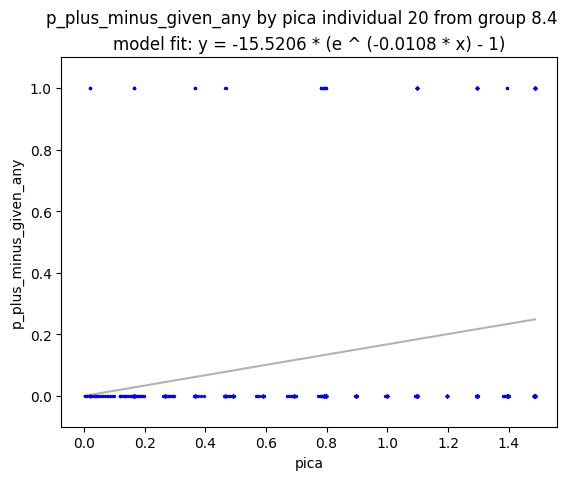 p_plus_minus_given_any by pica individual 20 from group 8.4
model fit: y = -15.5206 * (e ^ (-0.0108 * x) - 1)
1.0
0.8
0.6
0.4
0.2
0.0
p_plus_minus_given_any
0.0 0.2 0.4 0.6 0.8 1.0 1.2 1.4
pica